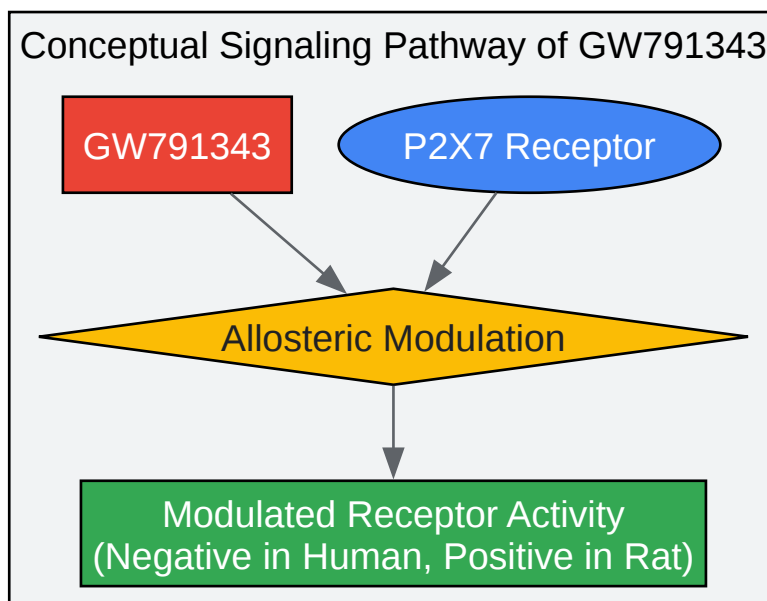 Conceptual Signaling Pathway of GW791343
GW791343
P2X7 Receptor
Allosteric Modulation
Modulated Receptor Activity
(Negative in Human, Positive in Rat)